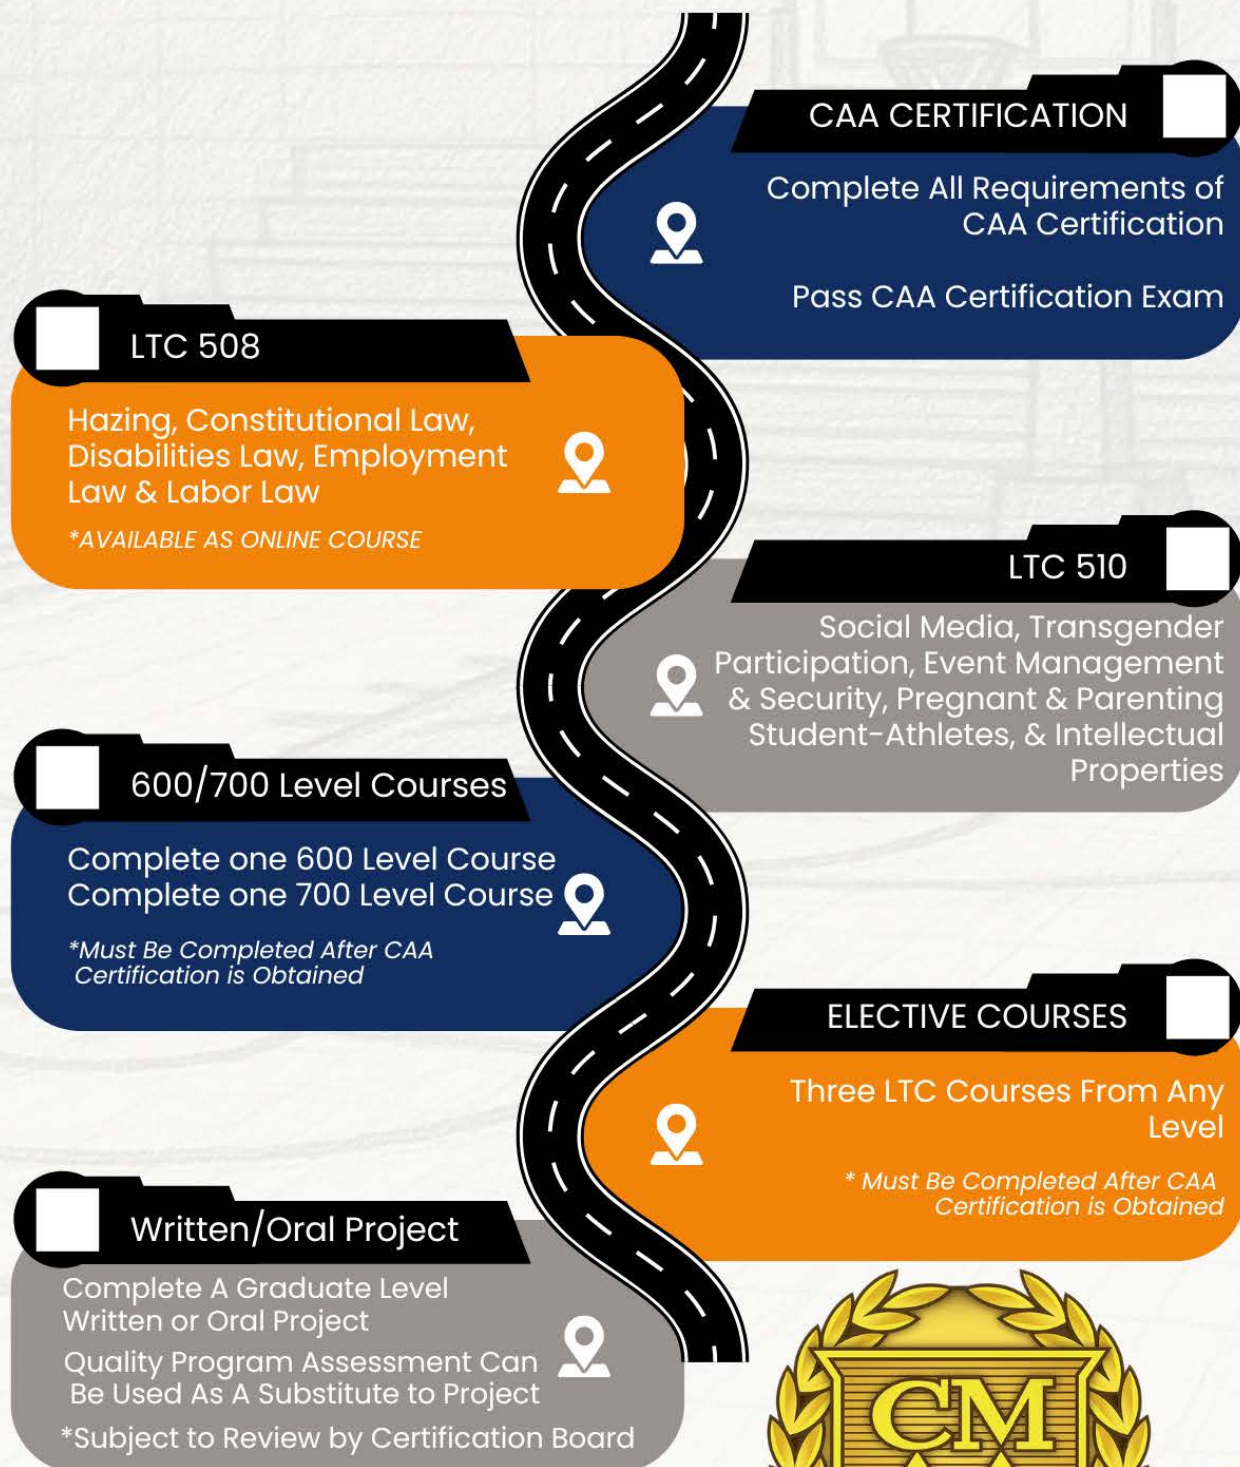 CAA CERTIFICATION
Complete All Requirements of
CAA Certification
Pass CAA Certification Exam
LTC 508
Hazing, Constitutional Law,
Disabilities Law, Employment
Law & Labor Law
*AVAILABLE AS ONLINE COURSE
LTC 510
Social Media, Transgender
Participation, Event Management
& Security, Pregnant & Parenting
Student-Athletes, & Intellectual
Properties
600/700 Level Courses
Complete one 600 Level Course
Complete one 700 Level Course
*Must Be Completed After CAA
Certification is Obtained
ELECTIVE COURSES
Three LTC Courses From Any
Level
* Must Be Completed After CAA
Certification is Obtained
Written/Oral Project
Complete A Graduate Level
Written or Oral Project
Quality Program Assessment Can
Be Used As A Substitute to Project
*Subject to Review by Certification Board
CM